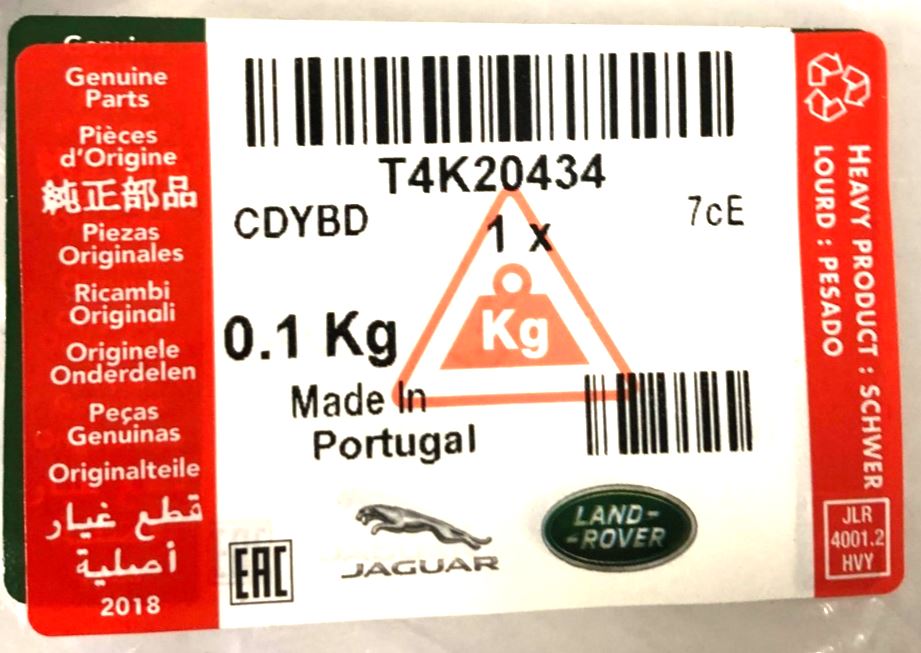 Genuine
Genuine
Parts
Pièces
d'Origine
純正部品
Piezas
Originales
Ricambi
Originali
Originele
Onderdelen
Peças
Genuinas
Originalteile
قطع غيار
أصلية
2018
T4K20434
CDYBD
1 x
7cE
Kg
0.1 Kg
Made In
Portugal
EAC
JAGUAR
LAND-
-ROVER
HEAVY PRODUCT : SCHWER
LOURD : PESADO
JLR
4001.2
HVY